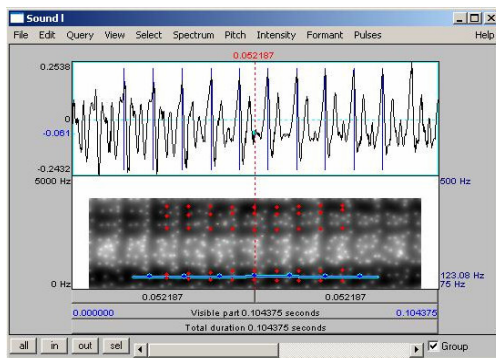 Sound l
File Edit Query View Select Spectrum Pitch Intensity Formant Pulses Help
0.052187
0.2538
0
-0.061
-0.2432
5000 Hz 500 Hz
123.08 Hz
0 Hz 75 Hz
0.052187 0.052187
0.000000 Visible part 0.104375 seconds 0.104375
Total duration 0.104375 seconds
all in out sel Group